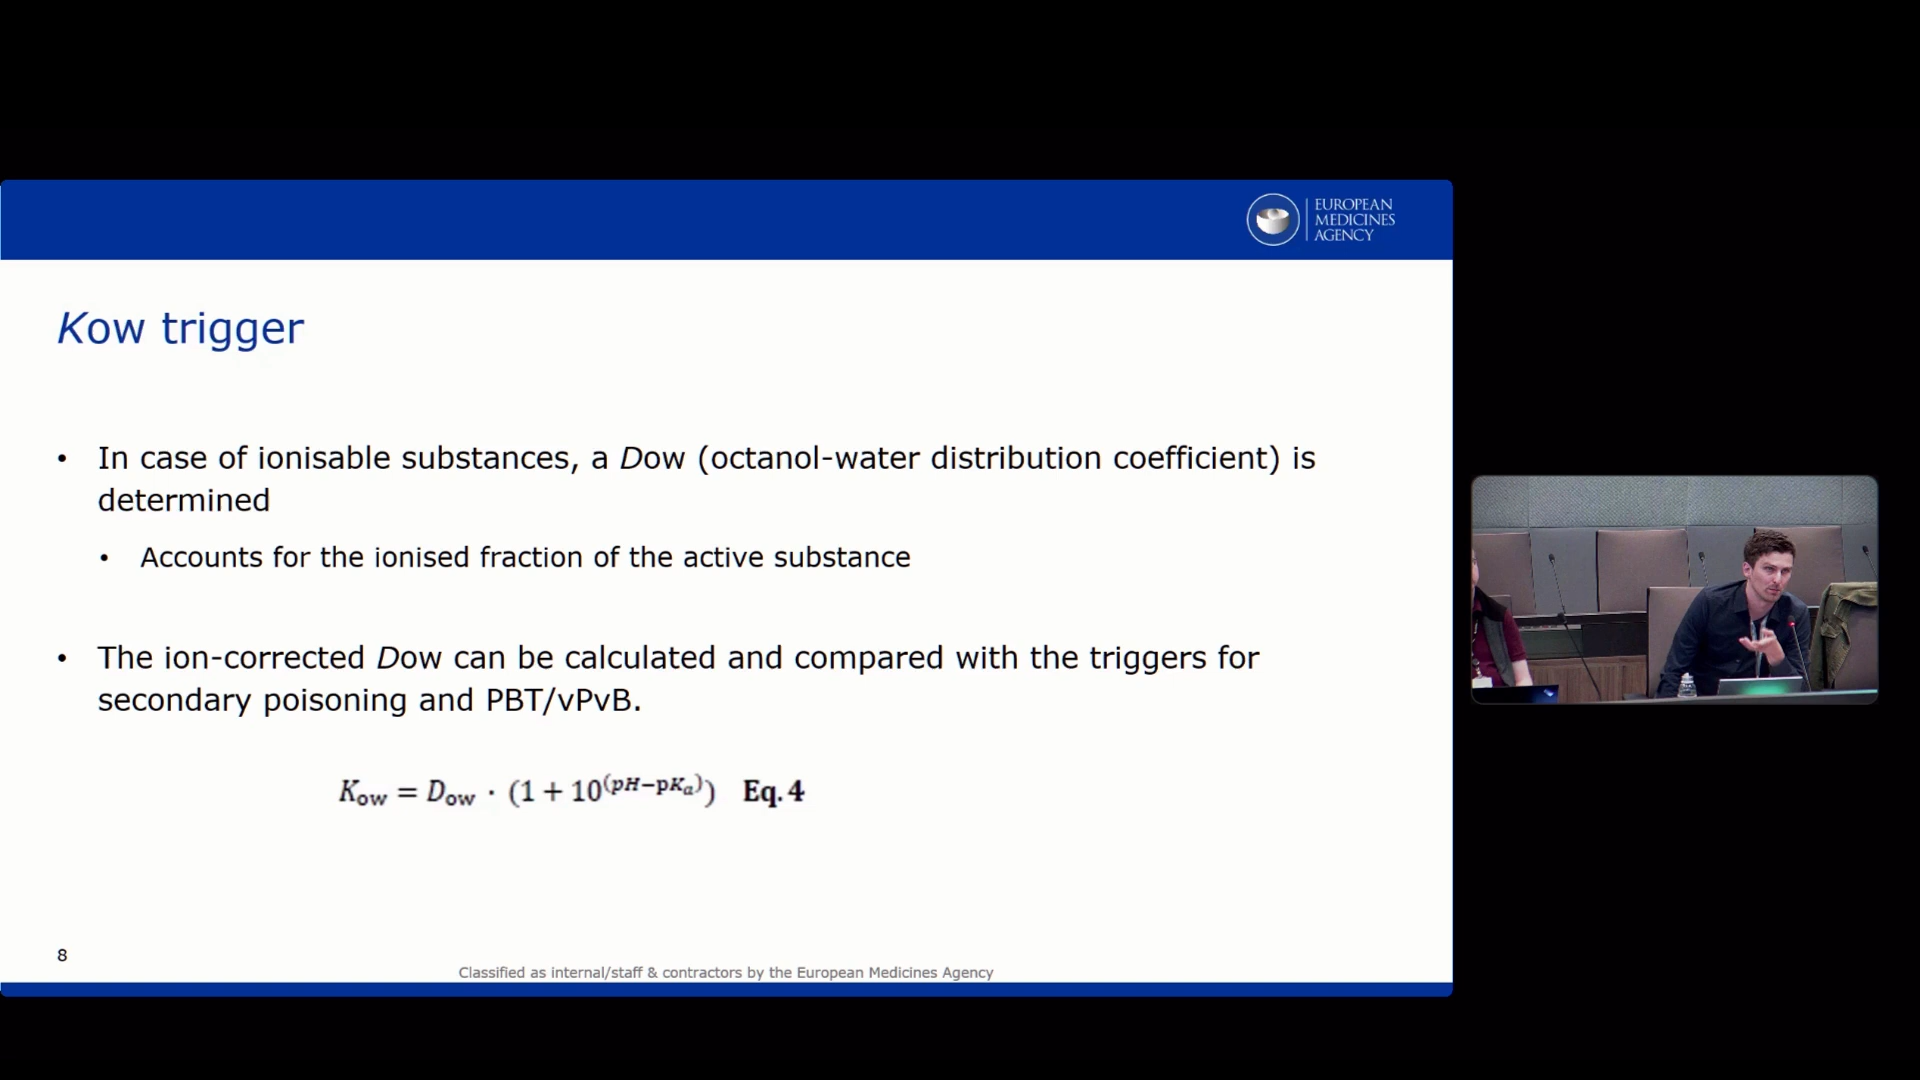 EUROPEAN
MEDICINES
AGENCY
Kow trigger
• In case of ionisable substances, a Dow (octanol-water distribution coefficient) is
determined
• Accounts for the ionised fraction of the active substance
• The ion-corrected Dow can be calculated and compared with the triggers for
secondary poisoning and PBT/vPvB.
K_ow = D_ow · (1 + 10^(pH−pK_a)) Eq. 4
8
Classified as internal/staff & contractors by the European Medicines Agency